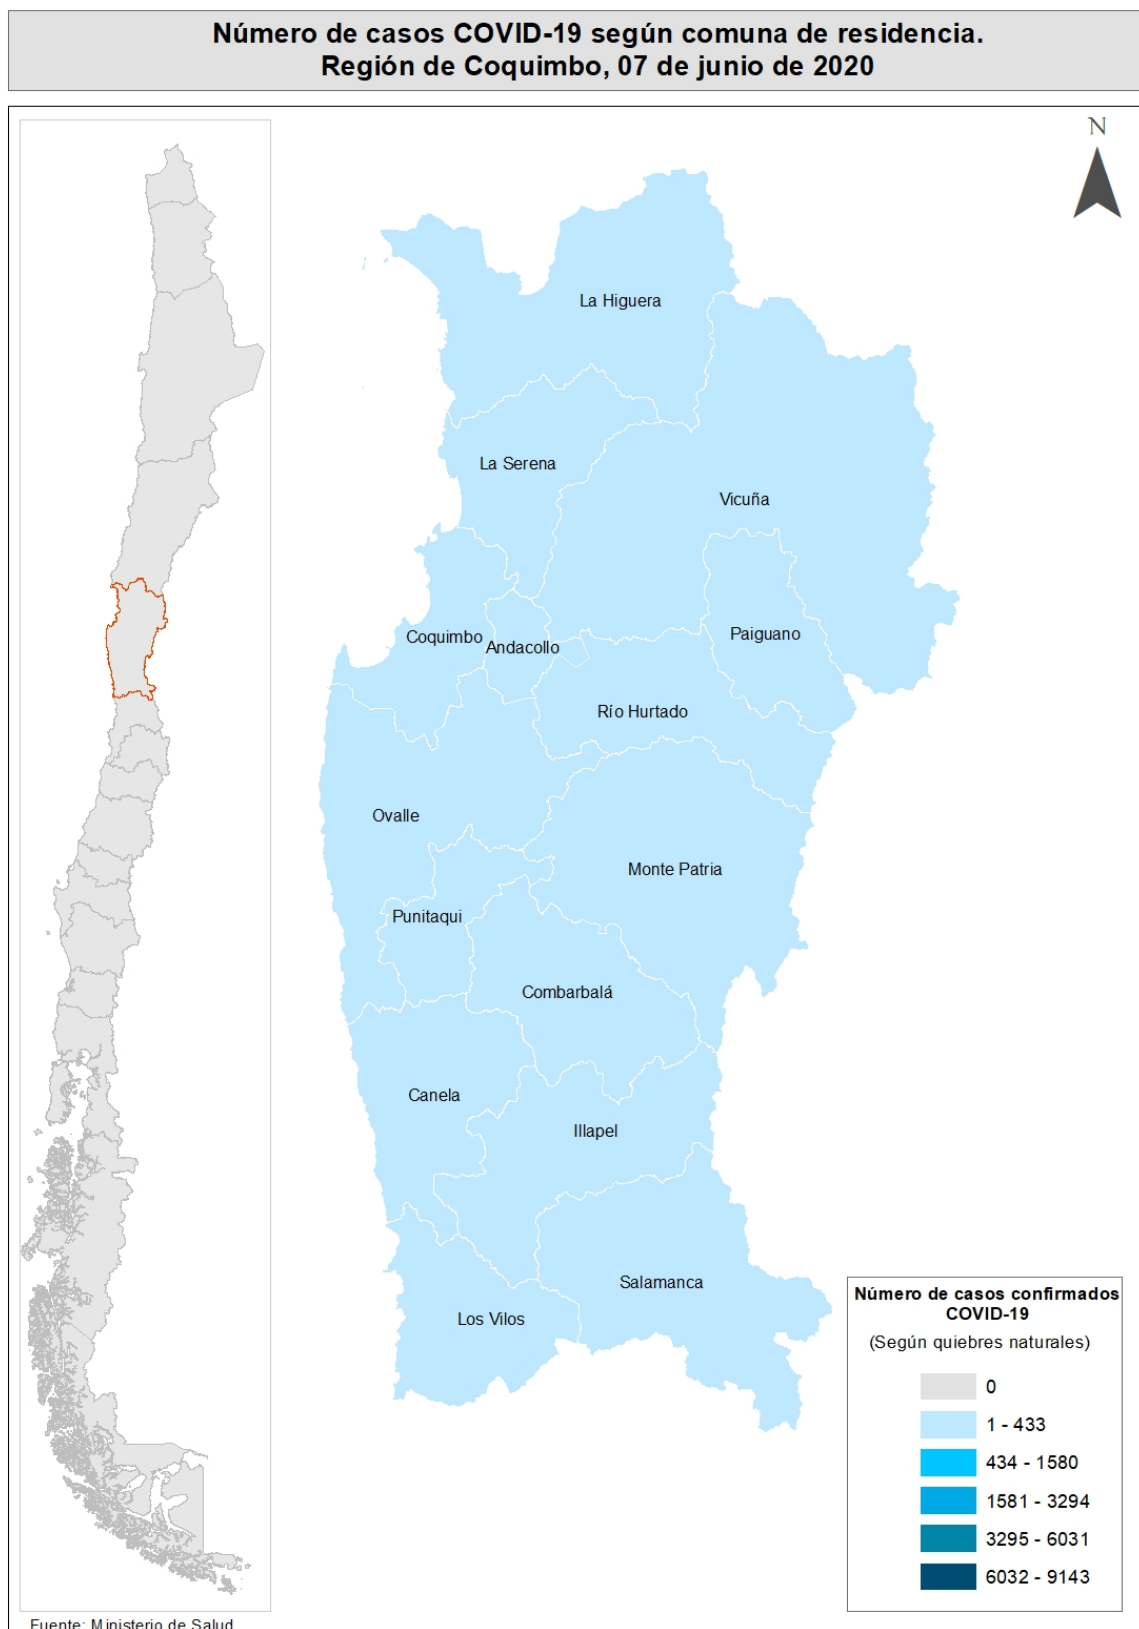 Número de casos COVID-19 según comuna de residencia.
Región de Coquimbo, 07 de junio de 2020
N
La Higuera
La Serena
Vicuña
Coquimbo
Andacollo
Paiguano
Río Hurtado
Ovalle
Monte Patria
Punitaqui
Combarbalá
Canela
Illapel
Salamanca
Los Vilos
Número de casos confirmados
COVID-19
(Según quiebres naturales)
0
1 - 433
434 - 1580
1581 - 3294
3295 - 6031
6032 - 9143
Fuente: Ministerio de Salud